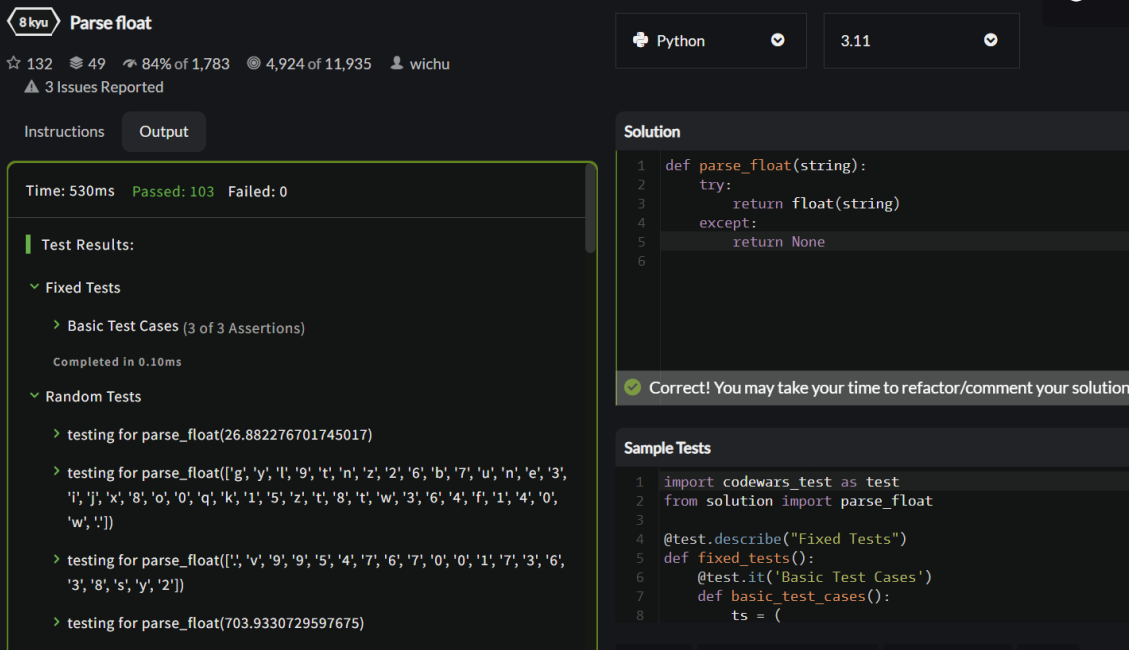 8 kyu Parse float
132 49 84% of 1,783 4,924 of 11,935 wichu
3 Issues Reported
Instructions Output
Time: 530ms Passed: 103 Failed: 0
Test Results:
Fixed Tests
Basic Test Cases (3 of 3 Assertions)
Completed in 0.10ms
Random Tests
testing for parse_float(26.882276701745017)
testing for parse_float(['g', 'y', 'l', '9', 't', 'n', 'z', '2', '6', 'b', '7', 'u', 'n', 'e', '3',
'i', 'j', 'x', '8', 'o', '0', 'q', 'k', '1', '5', 'z', 't', '8', 't', 'w', '3', '6', '4', 'f', '1', '4', '0',
'w', '.'])
testing for parse_float(['.', 'v', '9', '9', '5', '4', '7', '6', '7', '0', '0', '1', '7', '3', '6',
'3', '8', 's', 'y', '2'])
testing for parse_float(703.9330729597675)
Python 3.11
Solution
1 def parse_float(string):
2 try:
3 return float(string)
4 except:
5 return None
6
Correct! You may take your time to refactor/comment your solution
Sample Tests
1 import codewars_test as test
2 from solution import parse_float
3
4 @test.describe("Fixed Tests")
5 def fixed_tests():
6 @test.it('Basic Test Cases')
7 def basic_test_cases():
8 ts = (